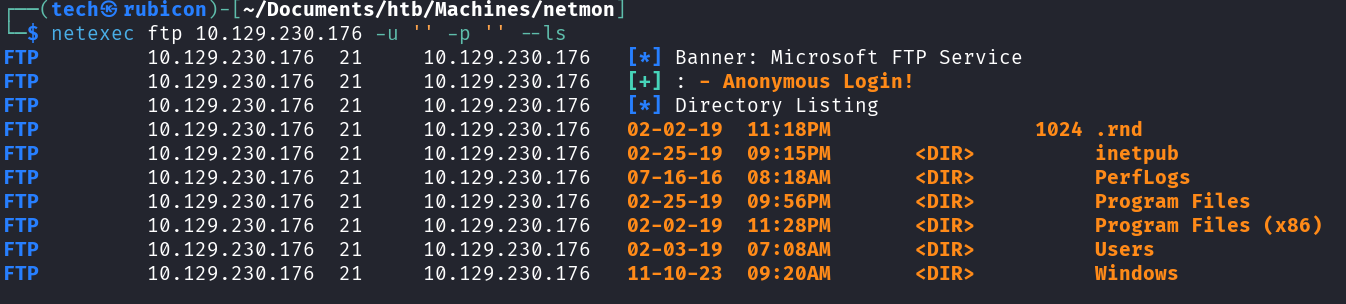 ┌──(tech㉿rubicon)-[~/Documents/htb/Machines/netmon]
└─$ netexec ftp 10.129.230.176 -u '' -p '' --ls
FTP         10.129.230.176  21     10.129.230.176   [*] Banner: Microsoft FTP Service
FTP         10.129.230.176  21     10.129.230.176   [+] : - Anonymous Login!
FTP         10.129.230.176  21     10.129.230.176   [*] Directory Listing
FTP         10.129.230.176  21     10.129.230.176   02-02-19  11:18PM                 1024 .rnd
FTP         10.129.230.176  21     10.129.230.176   02-25-19  09:15PM       <DIR>          inetpub
FTP         10.129.230.176  21     10.129.230.176   07-16-16  08:18AM       <DIR>          PerfLogs
FTP         10.129.230.176  21     10.129.230.176   02-25-19  09:56PM       <DIR>          Program Files
FTP         10.129.230.176  21     10.129.230.176   02-02-19  11:28PM       <DIR>          Program Files (x86)
FTP         10.129.230.176  21     10.129.230.176   02-03-19  07:08AM       <DIR>          Users
FTP         10.129.230.176  21     10.129.230.176   11-10-23  09:20AM       <DIR>          Windows